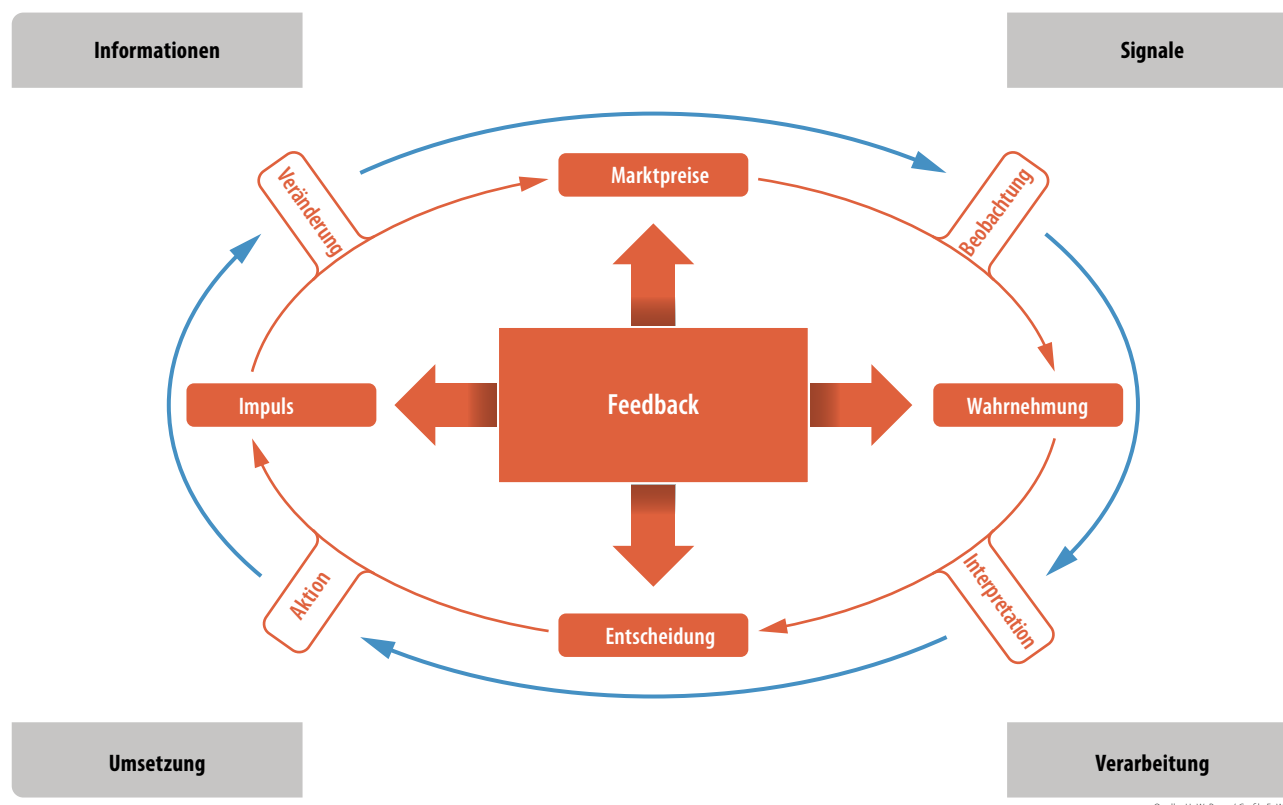 Informationen
Signale
Veränderung
Marktpreise
Beobachtung
Impuls
Feedback
Wahrnehmung
Aktion
Entscheidung
Interpretation
Umsetzung
Verarbeitung